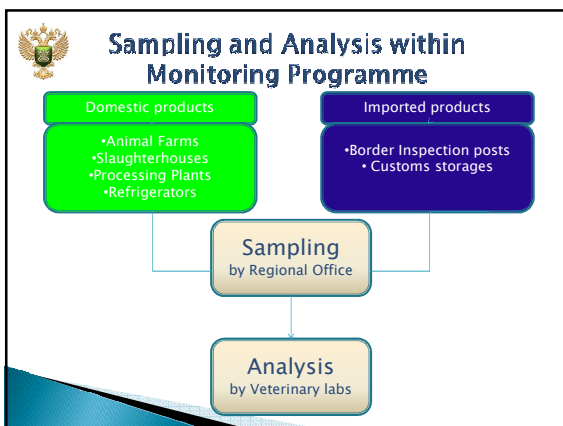 Sampling and Analysis within
Monitoring Programme
Domestic products
•Animal Farms
•Slaughterhouses
•Processing Plants
•Refrigerators
Imported products
•Border Inspection posts
• Customs storages
Sampling
by Regional Office
Analysis
by Veterinary labs